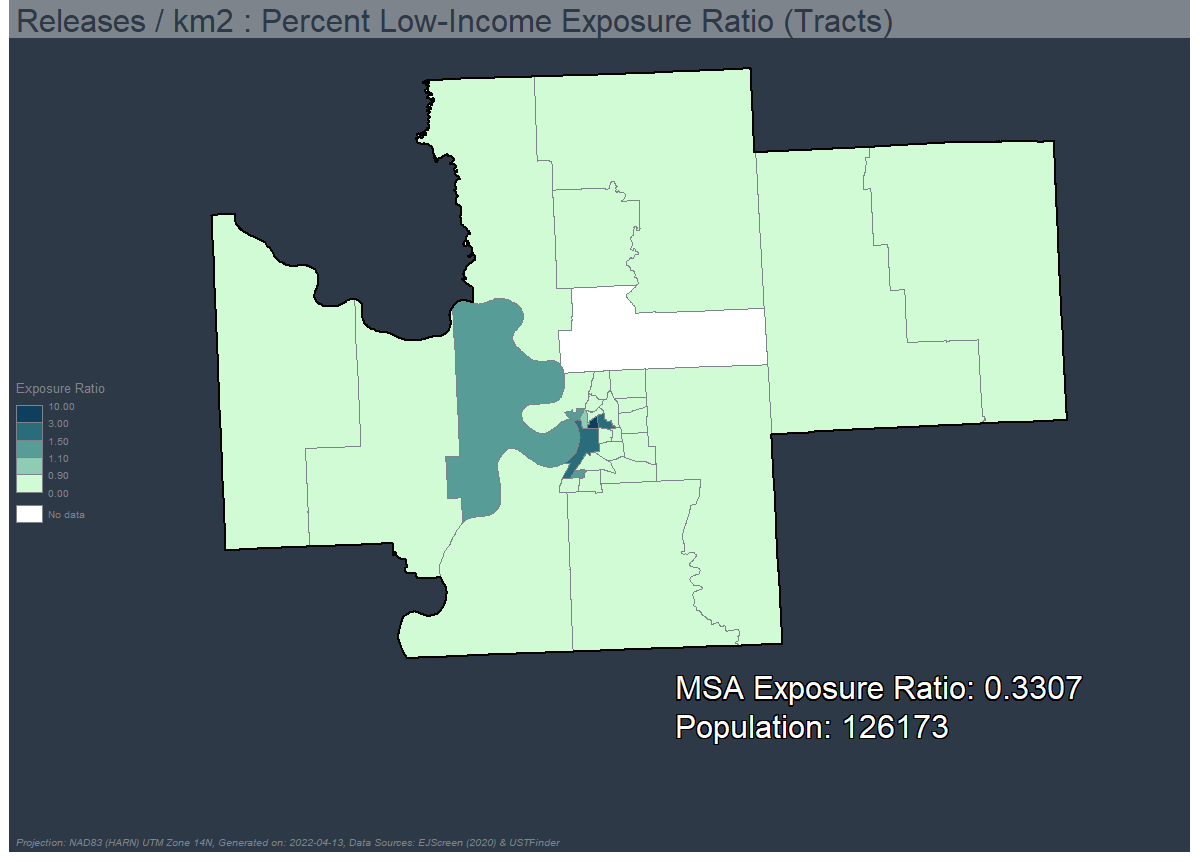 Releases / km2 : Percent Low-Income Exposure Ratio (Tracts)
Exposure Ratio
10.00
3.00
1.50
1.10
0.90
0.00
No data
MSA Exposure Ratio: 0.3307
Population: 126173
Projection: NAD83 (HARN) UTM Zone 14N, Generated on: 2022-04-13, Data Sources: EJScreen (2020) & USTFinder